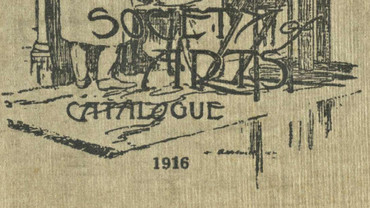 SOCIETY of
ARTS
CATALOGUE
1916